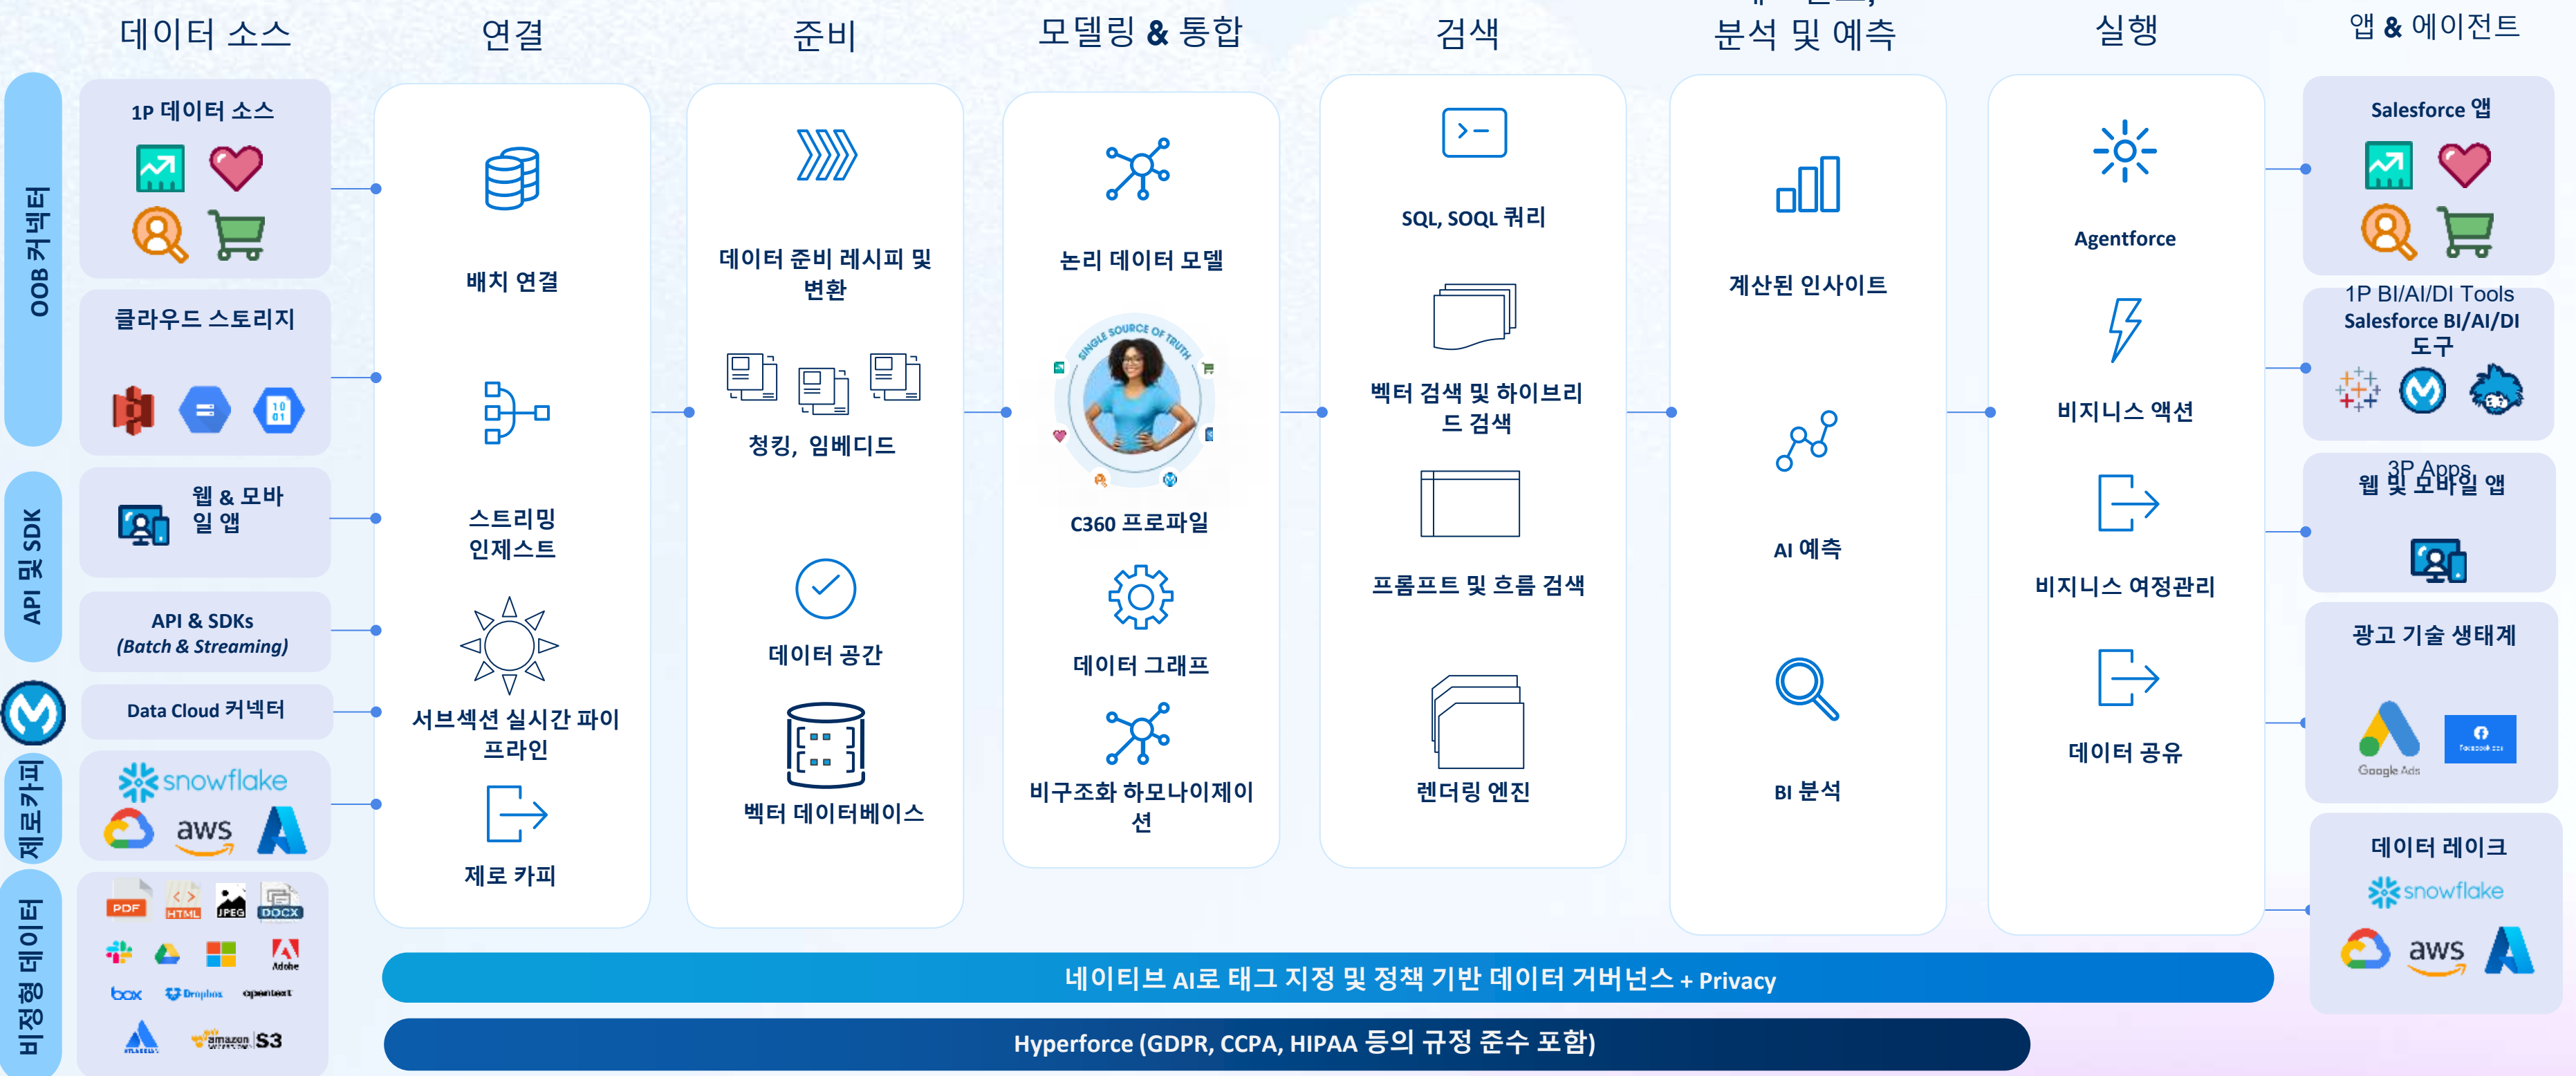 데이터 소스
연결
준비
모델링 & 통합
검색
분석 및 예측
실행
앱 & 에이전트
OOB 커넥터
API 및 SDK
제로카피
비정형 데이터
1P 데이터 소스
클라우드 스토리지
10
01
웹 & 모바
일 앱
API & SDKs
(Batch & Streaming)
Data Cloud 커넥터
snowflake
aws
PDF
HTML
JPEG
DOCX
Adobe
box
Dropbox
opentext
ATLASSIAN
amazon
S3
배치 연결
스트리밍
인제스트
서브섹션 실시간 파이
프라인
제로 카피
데이터 준비 레시피 및
변환
청킹, 임베디드
데이터 공간
벡터 데이터베이스
논리 데이터 모델
SINGLE SOURCE OF TRUTH
C360 프로파일
데이터 그래프
비구조화 하모나이제이
션
SQL, SOQL 쿼리
벡터 검색 및 하이브리
드 검색
프롬프트 및 흐름 검색
렌더링 엔진
계산된 인사이트
AI 예측
BI 분석
Agentforce
비지니스 액션
비지니스 여정관리
데이터 공유
Salesforce 앱
1P BI/AI/DI Tools
Salesforce BI/AI/DI
도구
3P Apps
웹 및 모바일 앱
광고 기술 생태계
Google Ads
데이터 레이크
snowflake
aws
네이티브 AI로 태그 지정 및 정책 기반 데이터 거버넌스 + Privacy
Hyperforce (GDPR, CCPA, HIPAA 등의 규정 준수 포함)